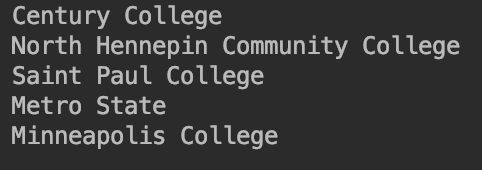 Century College
North Hennepin Community College
Saint Paul College
Metro State
Minneapolis College